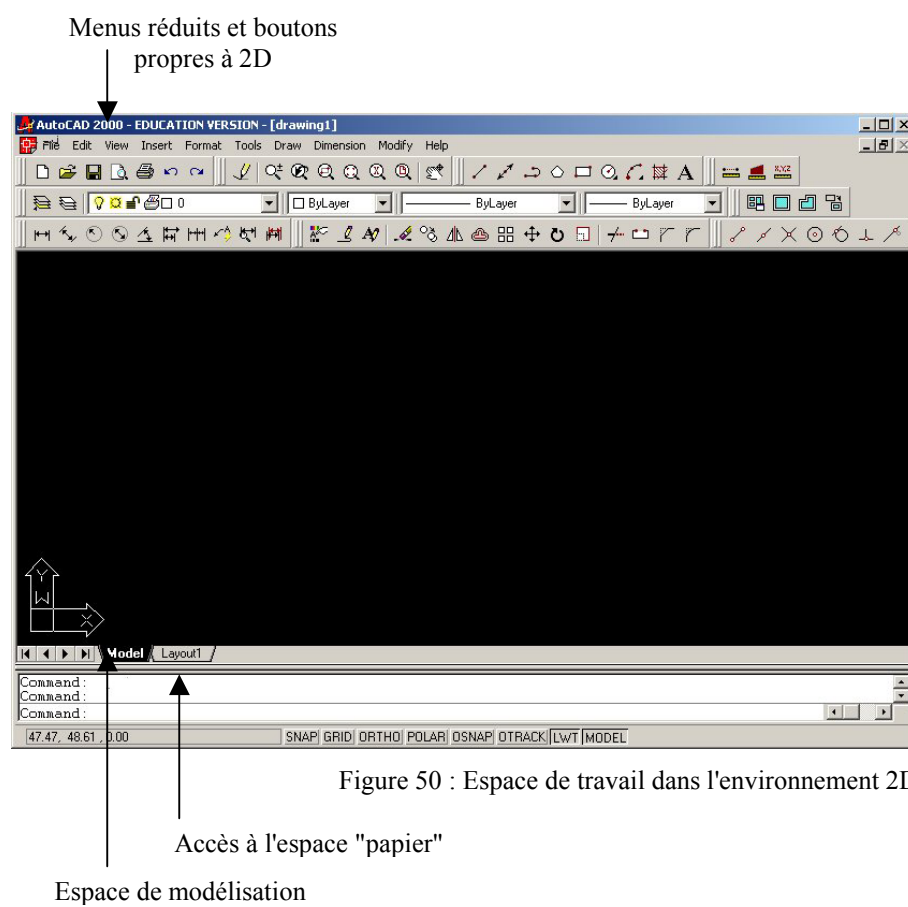 Menus réduits et boutons
propres à 2D
AutoCAD 2000 - EDUCATION VERSION - [drawing1]
File Edit View Insert Format Tools Draw Dimension Modify Help
A XYZ
0 ByLayer ByLayer ByLayer
Y
W
X
Model Layout1
Command:
Command:
Command:
47.47, 48.61 , 0.00 SNAP GRID ORTHO POLAR OSNAP OTRACK LWT MODEL
Figure 50 : Espace de travail dans l'environnement 2D
Accès à l'espace "papier"
Espace de modélisation